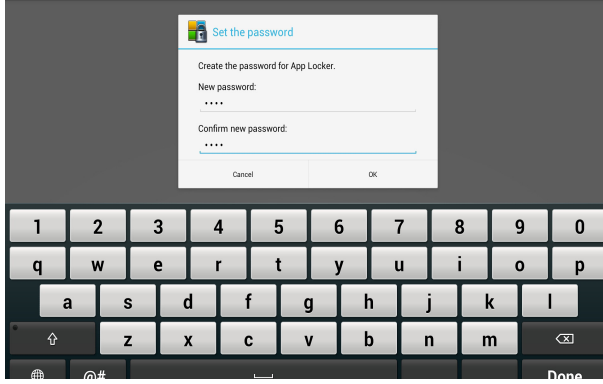 Set the password
Create the password for App Locker.
New password:
••••
Confirm new password:
••••
Cancel OK
1 2 3 4 5 6 7 8 9 0
q w e r t y u i o p
a s d f g h j k l
z x c v b n m
@# Done